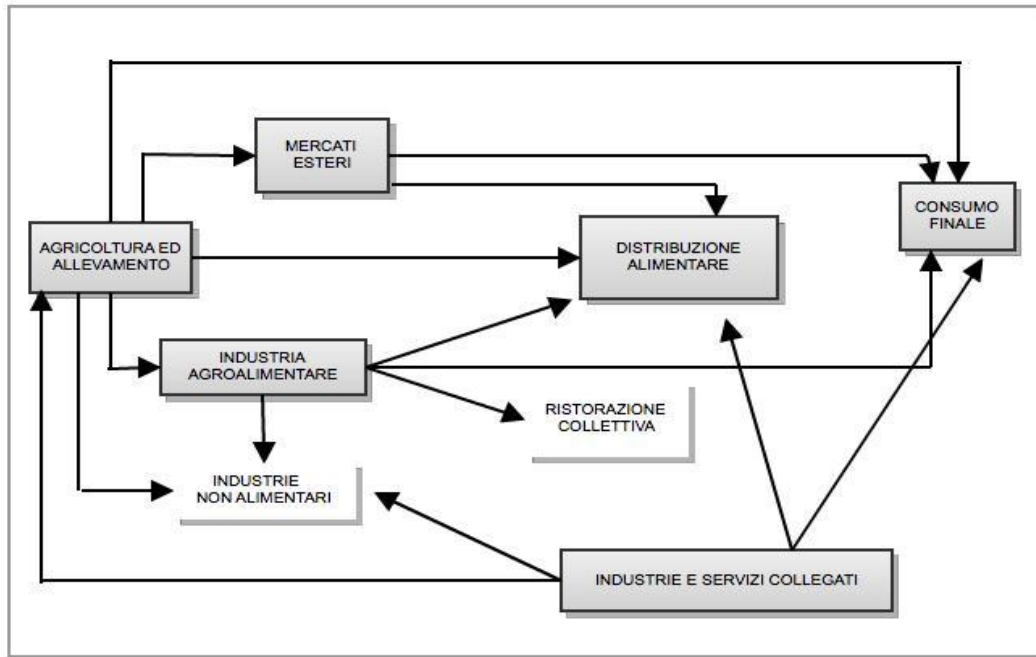 MERCATI
ESTERI
CONSUMO
FINALE
AGRICOLTURA ED
ALLEVAMENTO
DISTRIBUZIONE
ALIMENTARE
INDUSTRIA
AGROALIMENTARE
RISTORAZIONE
COLLETTIVA
INDUSTRIE
NON ALIMENTARI
INDUSTRIE E SERVIZI COLLEGATI